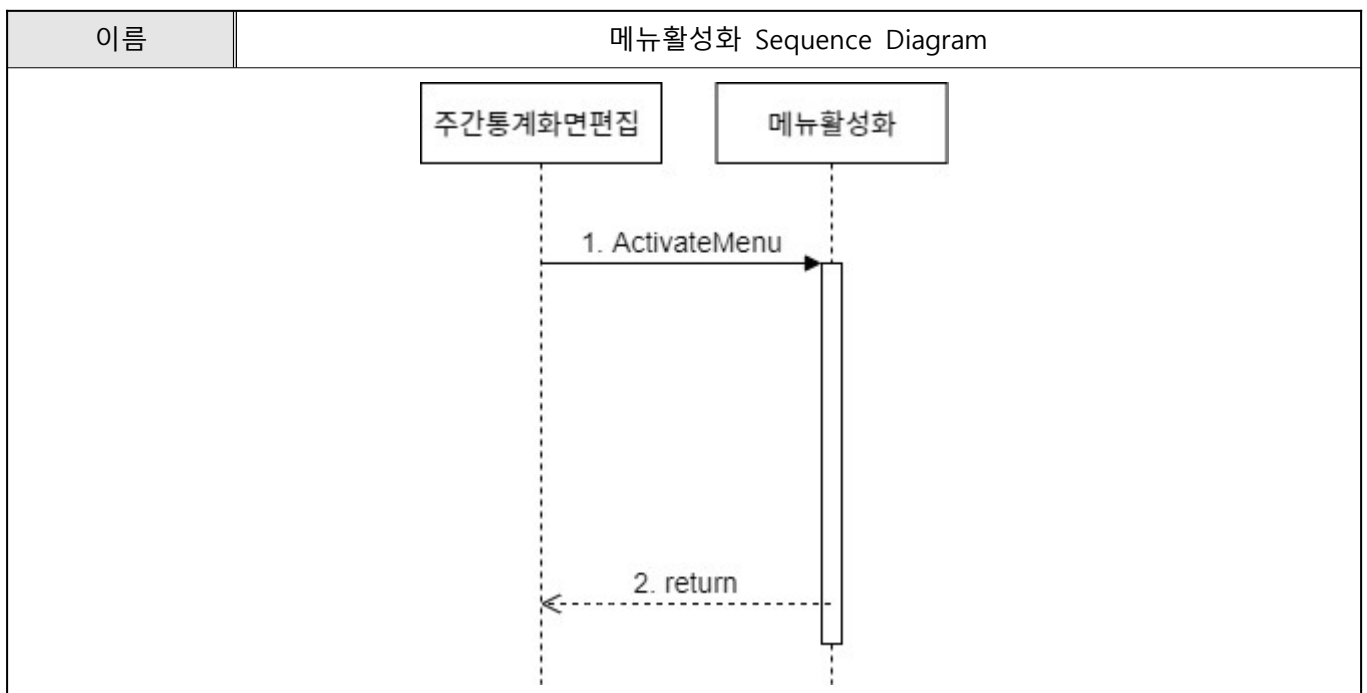 이름
메뉴활성화 Sequence Diagram
주간통계화면편집
메뉴활성화
1. ActivateMenu
2. return